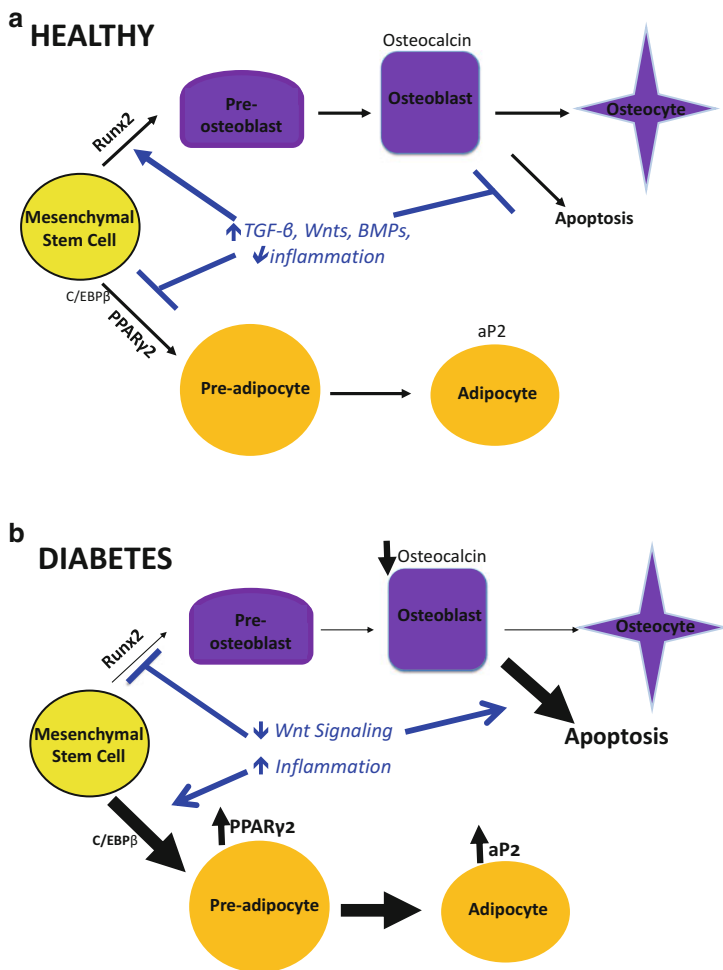 a
HEALTHY
Osteocalcin
Pre-
osteoblast
Osteoblast
Osteocyte
Runx2
Mesenchymal
Stem Cell
TGF-β, Wnts, BMPs,
inflammation
Apoptosis
C/EBPβ
PPARγ2
aP2
Pre-adipocyte
Adipocyte
b
DIABETES
Osteocalcin
Pre-
osteoblast
Osteoblast
Osteocyte
Runx2
Mesenchymal
Stem Cell
Wnt Signaling
Inflammation
Apoptosis
C/EBPβ
PPARγ2
aP2
Pre-adipocyte
Adipocyte